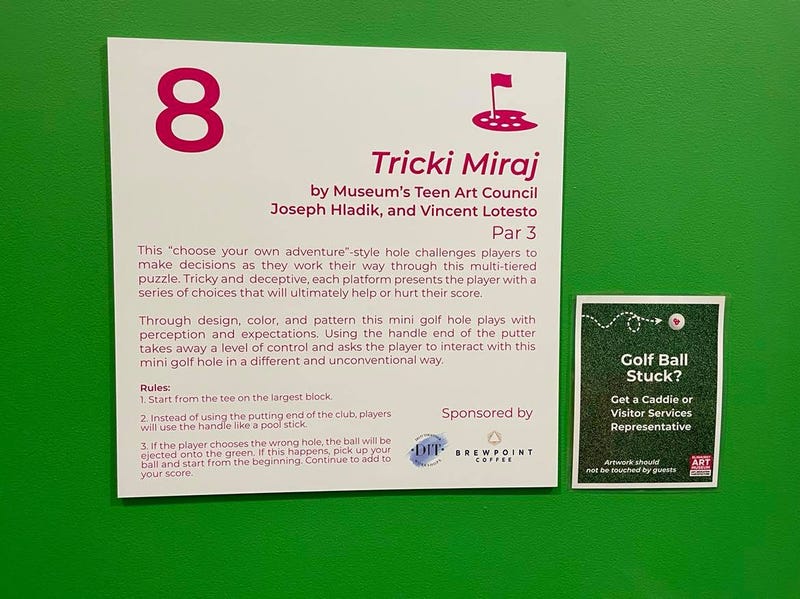 8
Tricki Miraj
by Museum's Teen Art Council
Joseph Hladik, and Vincent Lotesto
Par 3
This “choose your own adventure”-style hole challenges players to
make decisions as they work their way through this multi-tiered
puzzle. Tricky and deceptive, each platform presents the player with a
series of choices that will ultimately help or hurt their score.
Through design, color, and pattern this mini golf hole plays with
perception and expectations. Using the handle end of the putter
takes away a level of control and asks the player to interact with this
mini golf hole in a different and unconventional way.
Rules:
1. Start from the tee on the largest block.
2. Instead of using the putting end of the club, players
will use the handle like a pool stick.
3. If the player chooses the wrong hole, the ball will be
ejected onto the green. If this happens, pick up your
ball and start from the beginning. Continue to add to
your score.
Sponsored by
DIT
BREWPOINT
COFFEE
Golf Ball
Stuck?
Get a Caddie or
Visitor Services
Representative
Artwork should
not be touched by guests
ELMHURST
ART
MUSEUM